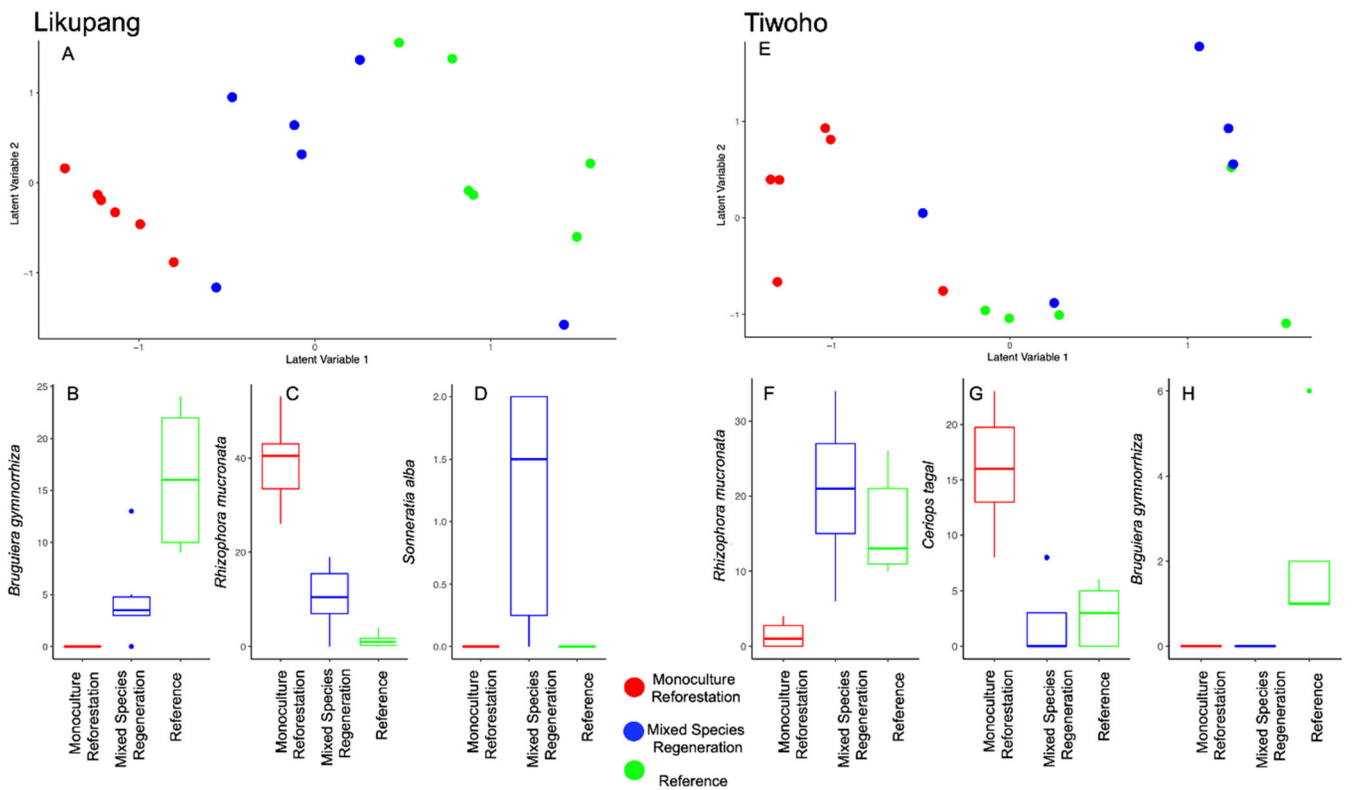 Likupang
Tiwoho
A
Latent Variable 2
1
0
−1
−1
0
1
Latent Variable 1
E
Latent Variable 2
1
0
−1
−1
0
1
Latent Variable 1
B
Bruguiera gymnorrhiza
25
20
15
10
5
0
Monoculture
Reforestation
Mixed Species
Regeneration
Reference
C
Rhizophora mucronata
40
20
0
Monoculture
Reforestation
Mixed Species
Regeneration
Reference
D
Sonneratia alba
2.0
1.5
1.0
0.5
0.0
Monoculture
Reforestation
Mixed Species
Regeneration
Reference
F
Rhizophora mucronata
30
20
10
0
Monoculture
Reforestation
Mixed Species
Regeneration
Reference
G
Ceriops tagal
20
15
10
5
0
Monoculture
Reforestation
Mixed Species
Regeneration
Reference
H
Bruguiera gymnorhiza
6
4
2
0
Monoculture
Reforestation
Mixed Species
Regeneration
Reference
Monoculture
Reforestation
Mixed Species
Regeneration
Reference